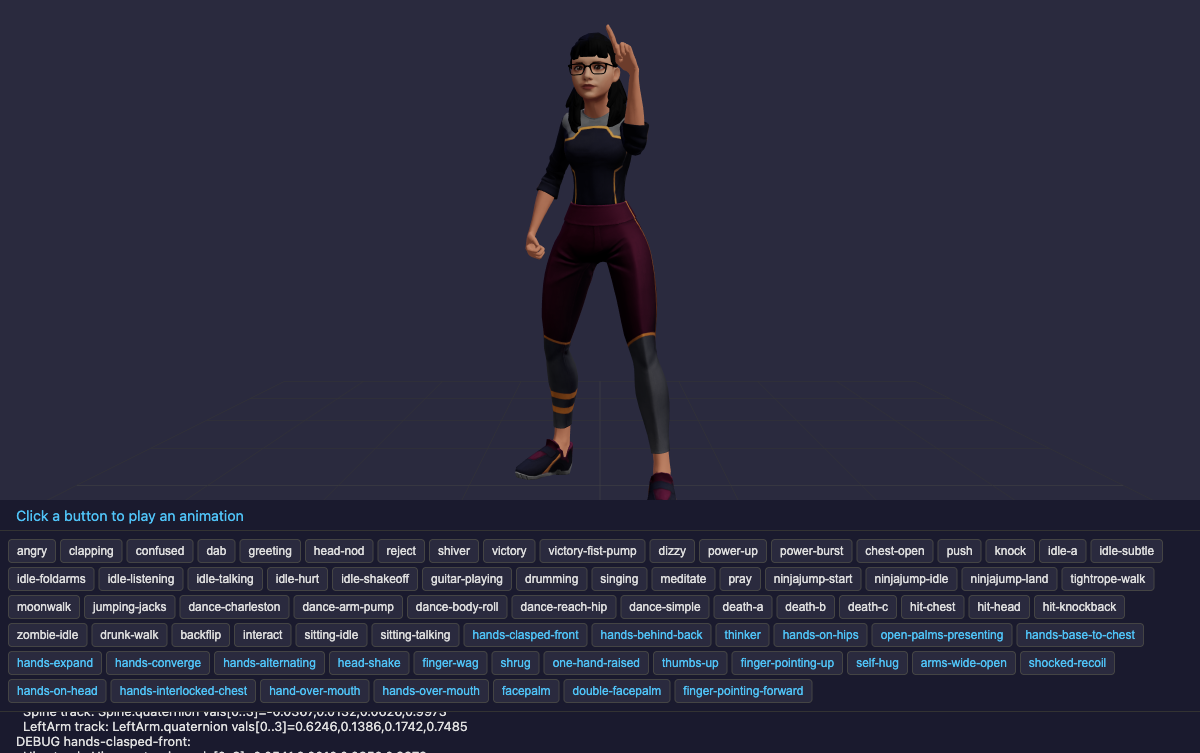 Click a button to play an animation
angry clapping confused dab greeting head-nod reject shiver victory victory-fist-pump dizzy power-up power-burst chest-open push knock idle-a idle-subtle
idle-foldarms idle-listening idle-talking idle-hurt idle-shakeoff guitar-playing drumming singing meditate pray ninjajump-start ninjajump-idle ninjajump-land tightrope-walk
moonwalk jumping-jacks dance-charleston dance-arm-pump dance-body-roll dance-reach-hip dance-simple death-a death-b death-c hit-chest hit-head hit-knockback
zombie-idle drunk-walk backflip interact sitting-idle sitting-talking hands-clasped-front hands-behind-back thinker hands-on-hips open-palms-presenting hands-base-to-chest
hands-expand hands-converge hands-alternating head-shake finger-wag shrug one-hand-raised thumbs-up finger-pointing-up self-hug arms-wide-open shocked-recoil
hands-on-head hands-interlocked-chest hand-over-mouth hands-over-mouth facepalm double-facepalm finger-pointing-forward
Spine track: Spine.quaternion
LeftArm track: LeftArm.quaternion vals[0..3]=0.6246,0.1386,0.1742,0.7485
DEBUG hands-clasped-front: